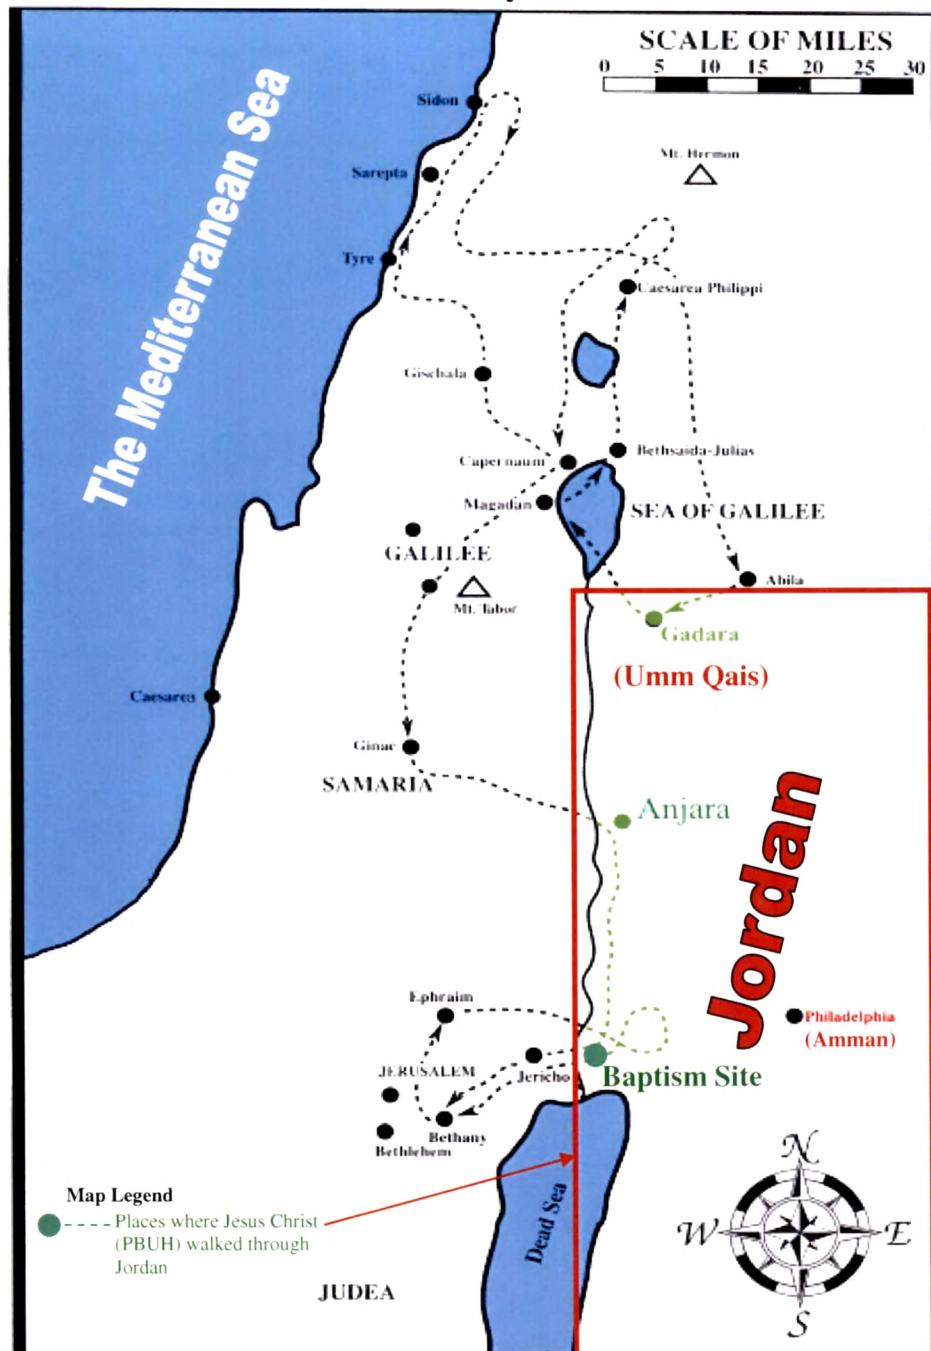 SCALE OF MILES
0 5 10 15 20 25 30
The Mediterranean Sea
Sidon
Mt. Hermon
Sarepta
Tyre
Caesarea Philippi
Gischala
Capernaum
Bethsaida-Julias
Magadan
SEA OF GALILEE
GALILEE
Abila
Mt. Tabor
Gadara
(Umm Qais)
Caesarea
Ginae
SAMARIA
Anjara
Jordan
Ephraim
Philadelphia
(Amman)
JERUSALEM
Jericho
Baptism Site
Bethany
Bethlehem
Dead Sea
Map Legend
Places where Jesus Christ
(PBUH) walked through
Jordan
JUDEA
N
W
E
S